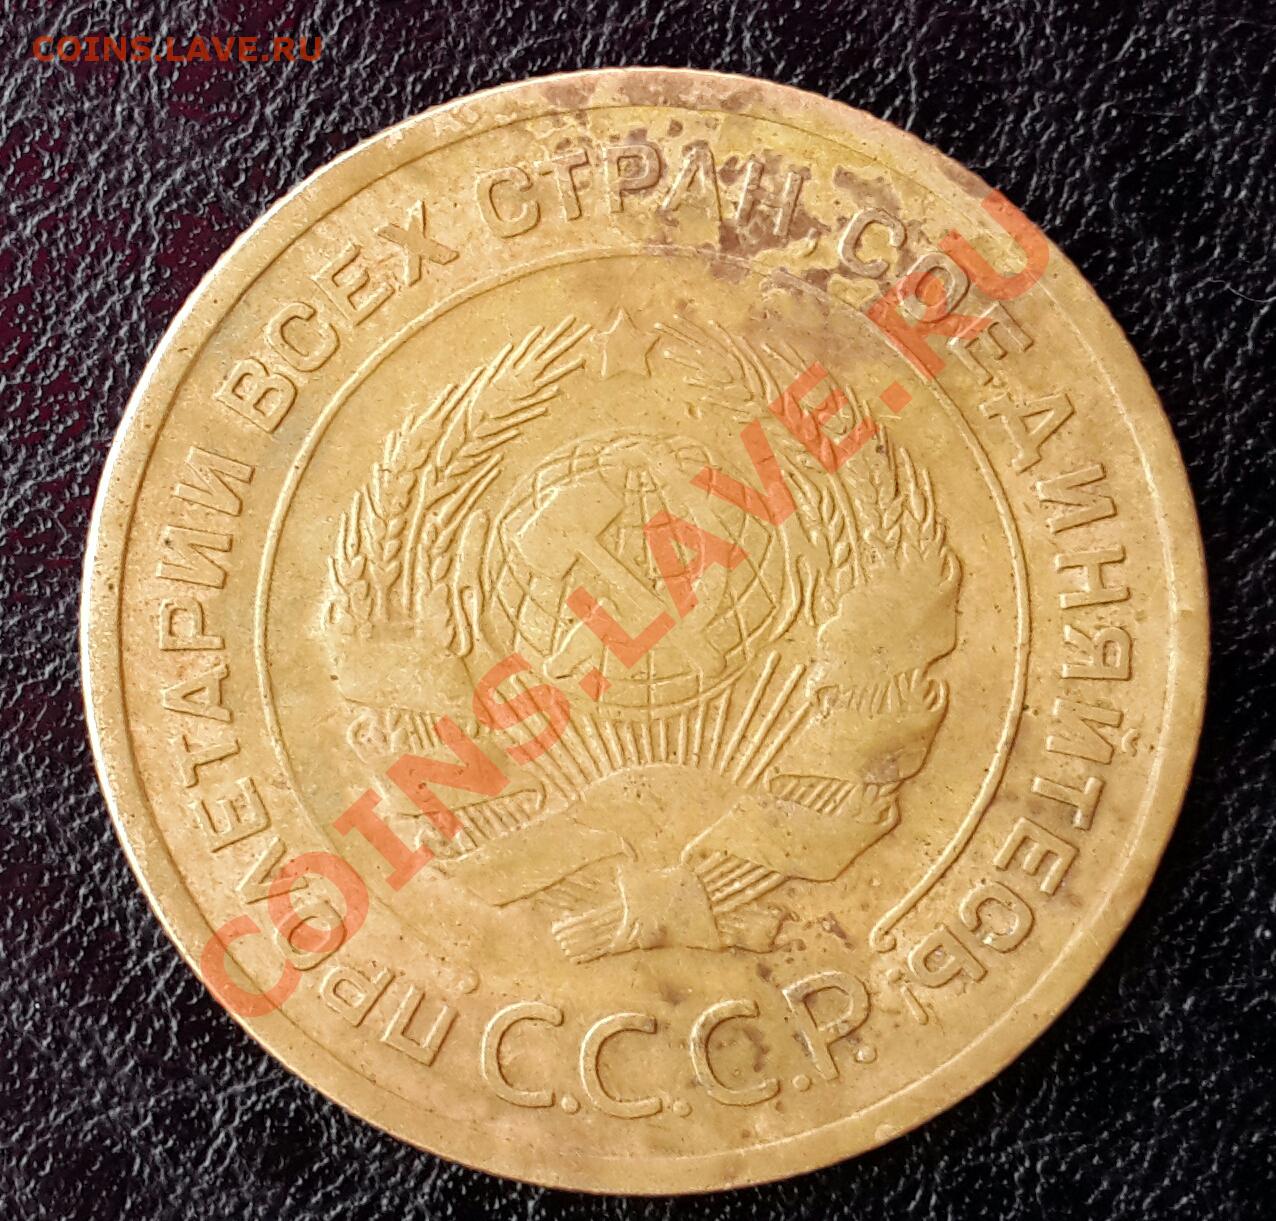 COINS.LAVE.RU
ПРОЛЕТАРИИ ВСЕХ СТРАН, СОЕДИНЯЙТЕСЬ!
С.С.С.Р.
COINS.LAVE.RU